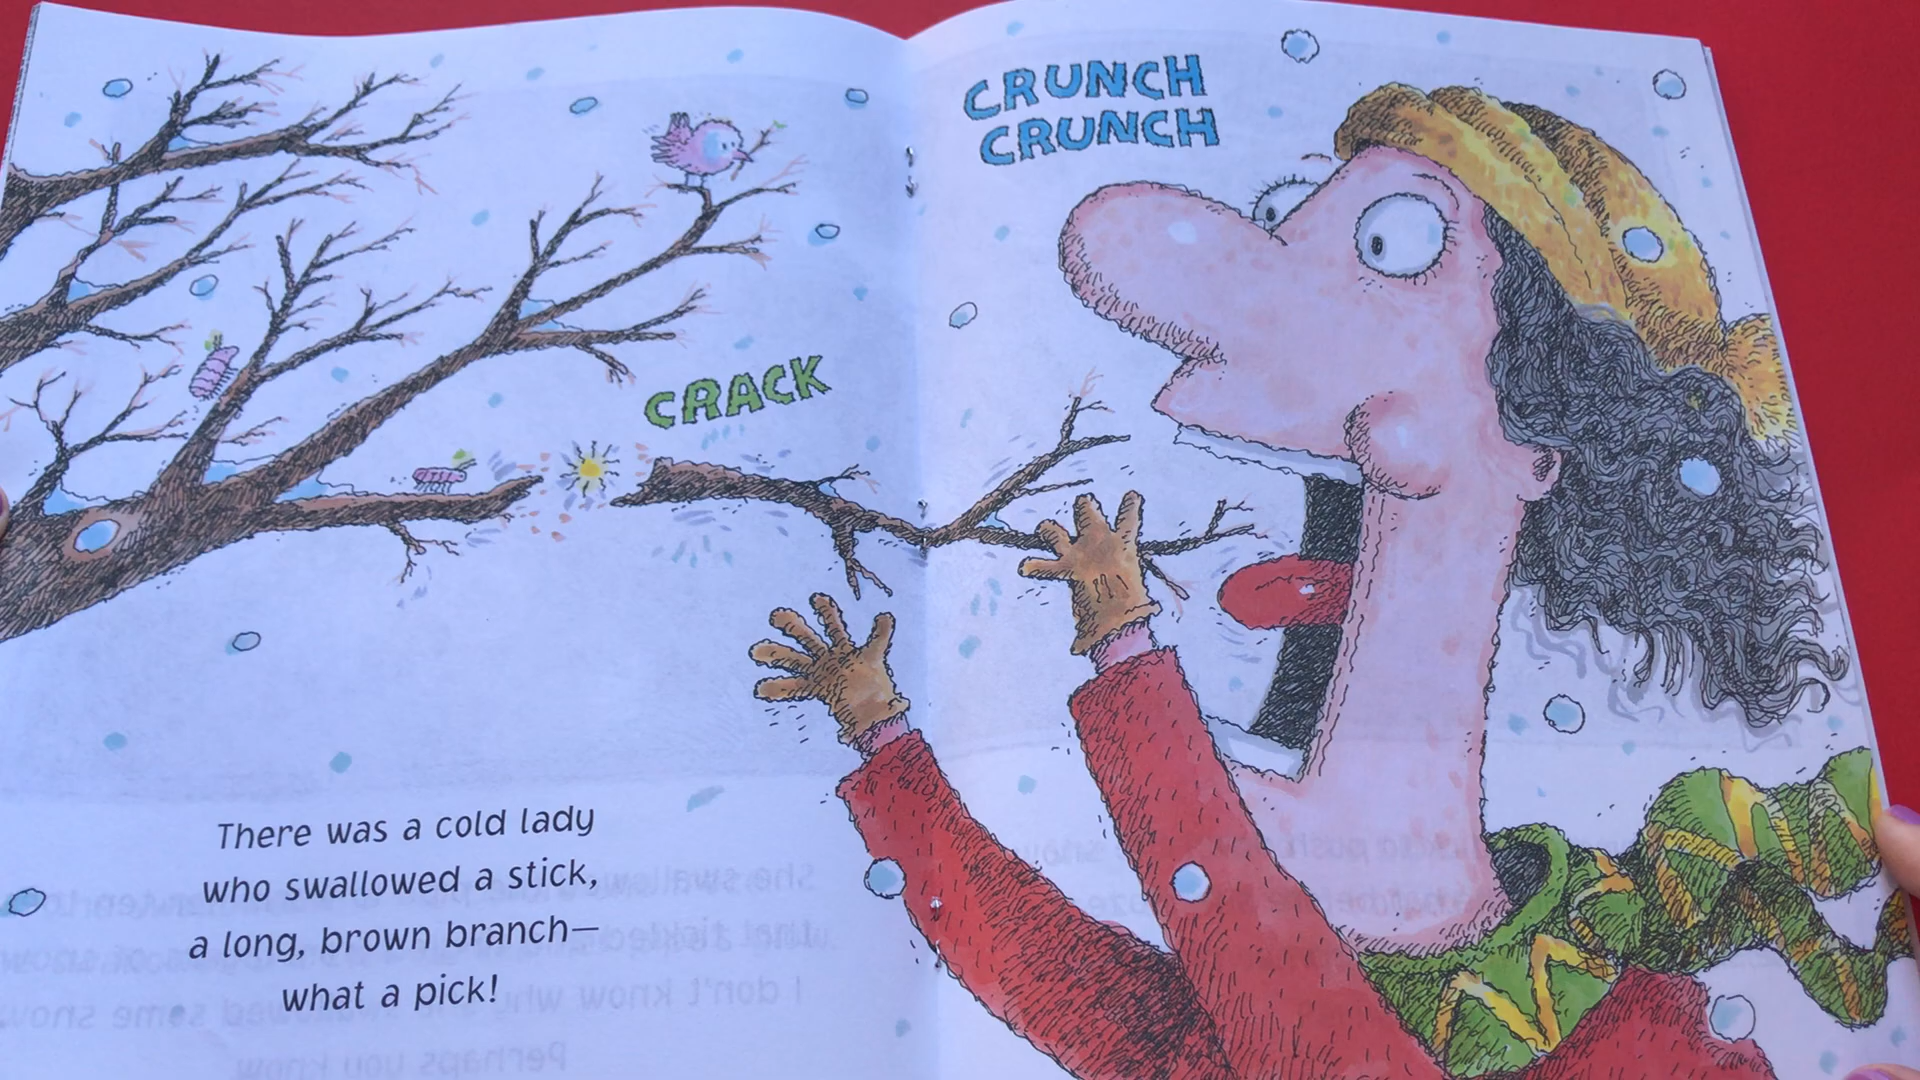 CRACK
There was a cold lady
who swallowed a stick,
a long, brown branch—
what a pick!
CRUNCH
CRUNCH